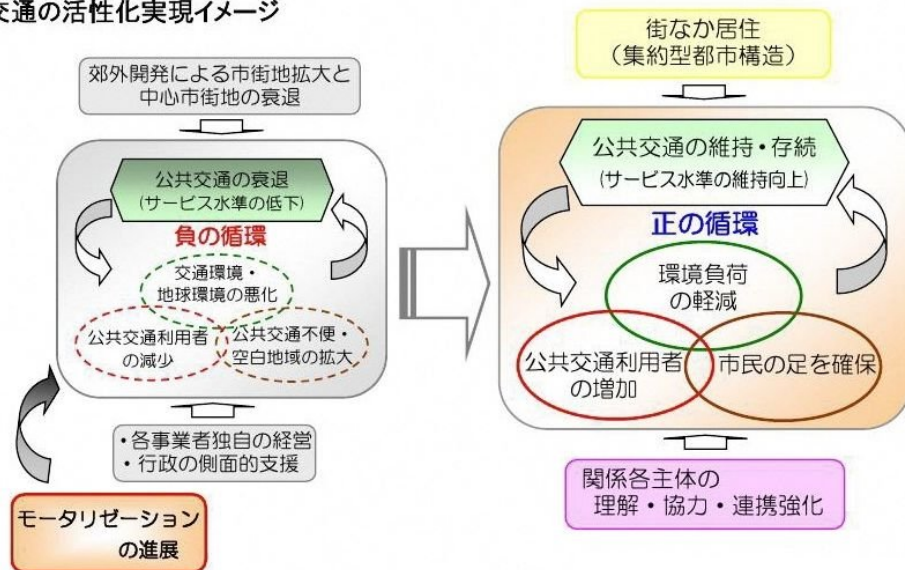 交通の活性化実現イメージ
郊外開発による市街地拡大と
中心市街地の衰退
公共交通の衰退
(サービス水準の低下)
負の循環
交通環境・
地球環境の悪化
公共交通利用者
の減少
公共交通不便・
空白地域の拡大
・各事業者独自の経営
・行政の側面的支援
モータリゼーション
の進展
街なか居住
(集約型都市構造)
公共交通の維持・存続
(サービス水準の維持向上)
正の循環
環境負荷
の軽減
公共交通利用者
の増加
市民の足を確保
関係各主体の
理解・協力・連携強化